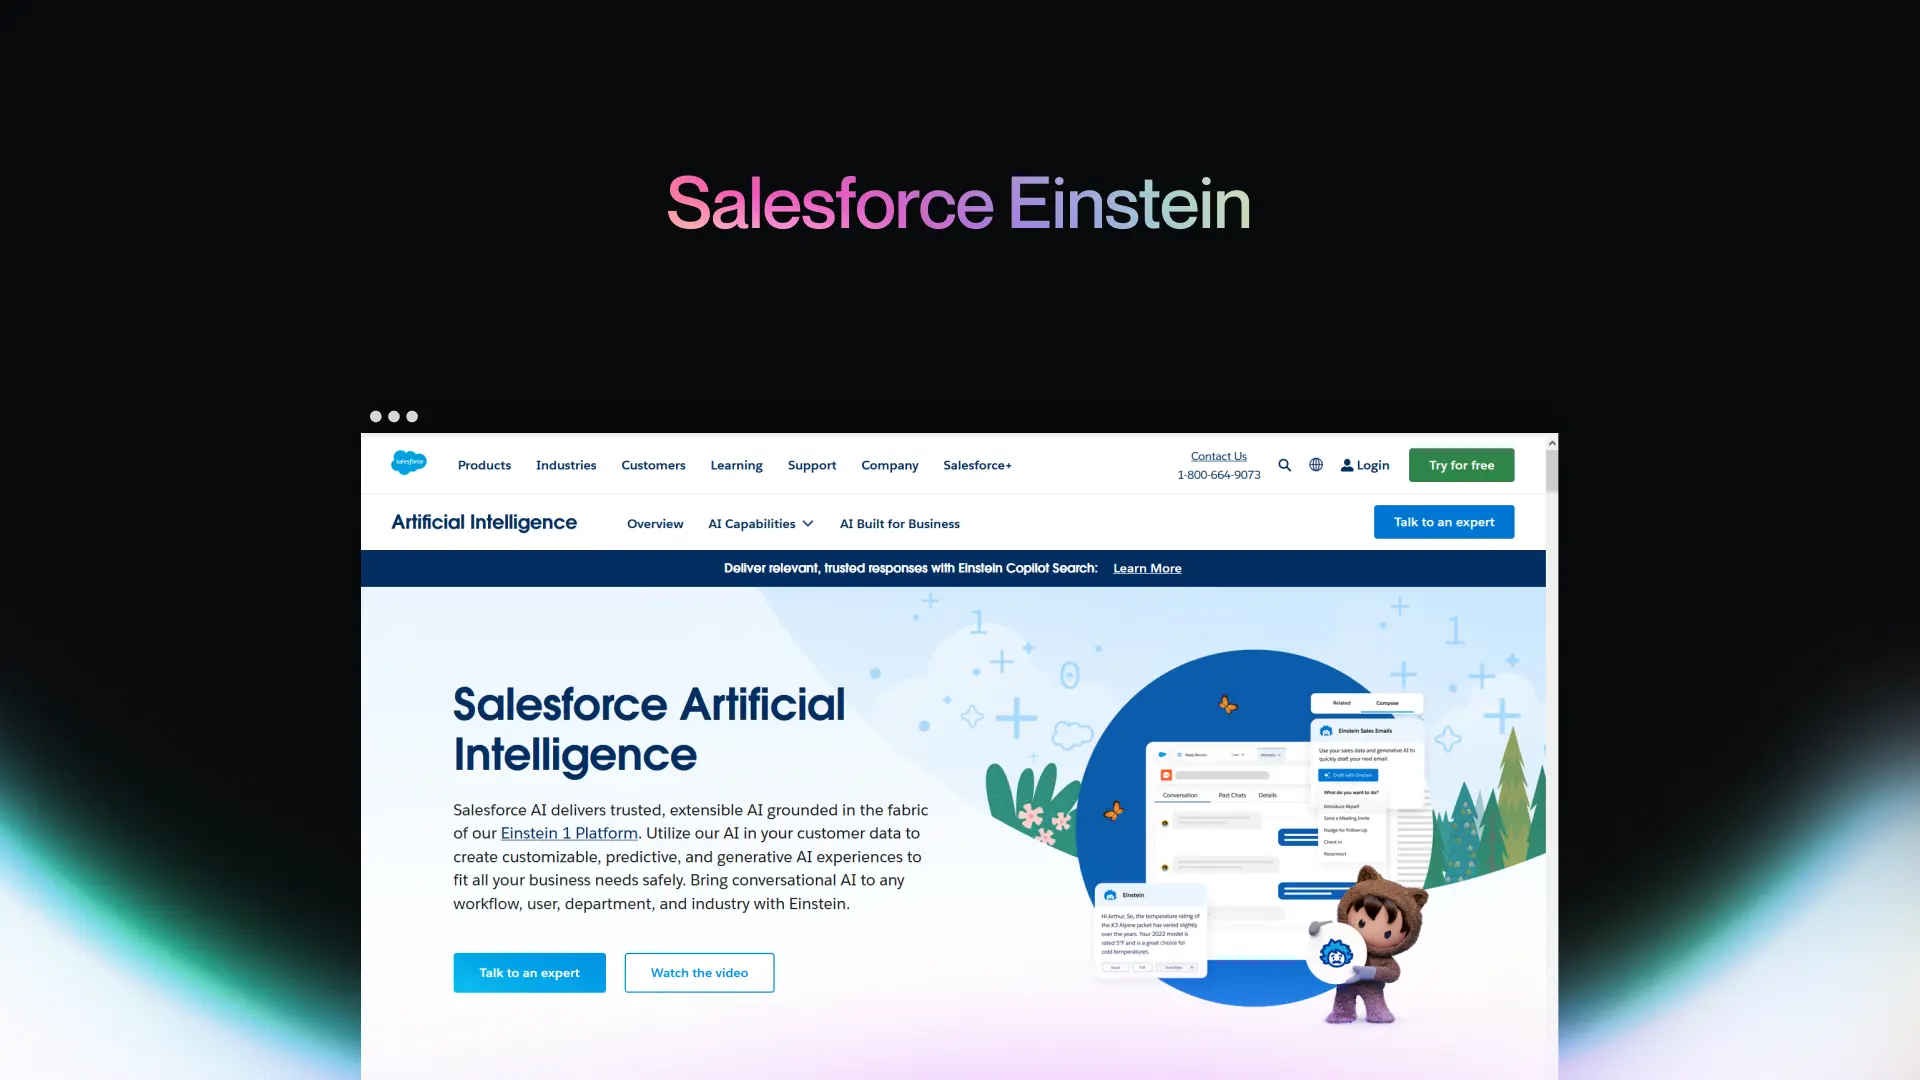 Salesforce Einstein
salesforce
Products Industries Customers Learning Support Company Salesforce+
Contact Us
1-800-664-9073
Login
Try for free
Artificial Intelligence
Overview AI Capabilities AI Built for Business
Talk to an expert
Deliver relevant, trusted responses with Einstein Copilot Search: Learn More
Salesforce Artificial
Intelligence
Salesforce AI delivers trusted, extensible AI grounded in the fabric
of our Einstein 1 Platform. Utilize our AI in your customer data to
create customizable, predictive, and generative AI experiences to
fit all your business needs safely. Bring conversational AI to any
workflow, user, department, and industry with Einstein.
Talk to an expert
Watch the video
1
0
1
Related Compose
Einstein Sales Emails
Use your sales data and generative AI to
quickly draft your next email.
Draft with Einstein
What do you want to do?
Introduce Myself
Send a Meeting Invite
Nudge for Follow-Up
Check In
Reconnect
Conversation Past Chats Details
Einstein
Hi Arthur, So, the temperature rating of
the K3 Alpine jacket has varied slightly
over the years. Your 2022 model is
rated 5°F and is a great choice for
cold temperatures.